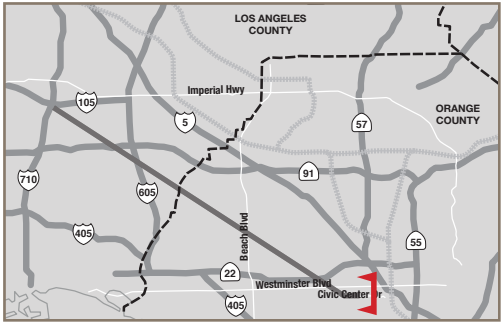 LOS ANGELES
COUNTY
Imperial Hwy
105
5
57
ORANGE
COUNTY
710
605
91
405
Beach Blvd
55
22
Westminster Blvd
Civic Center Dr
405